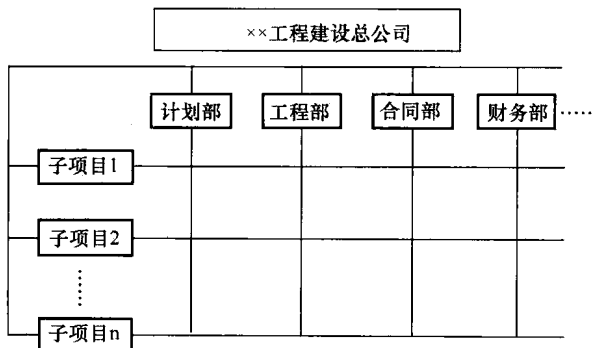 ××工程建设总公司
计划部 工程部 合同部 财务部 ……
子项目1
子项目2
……
子项目n